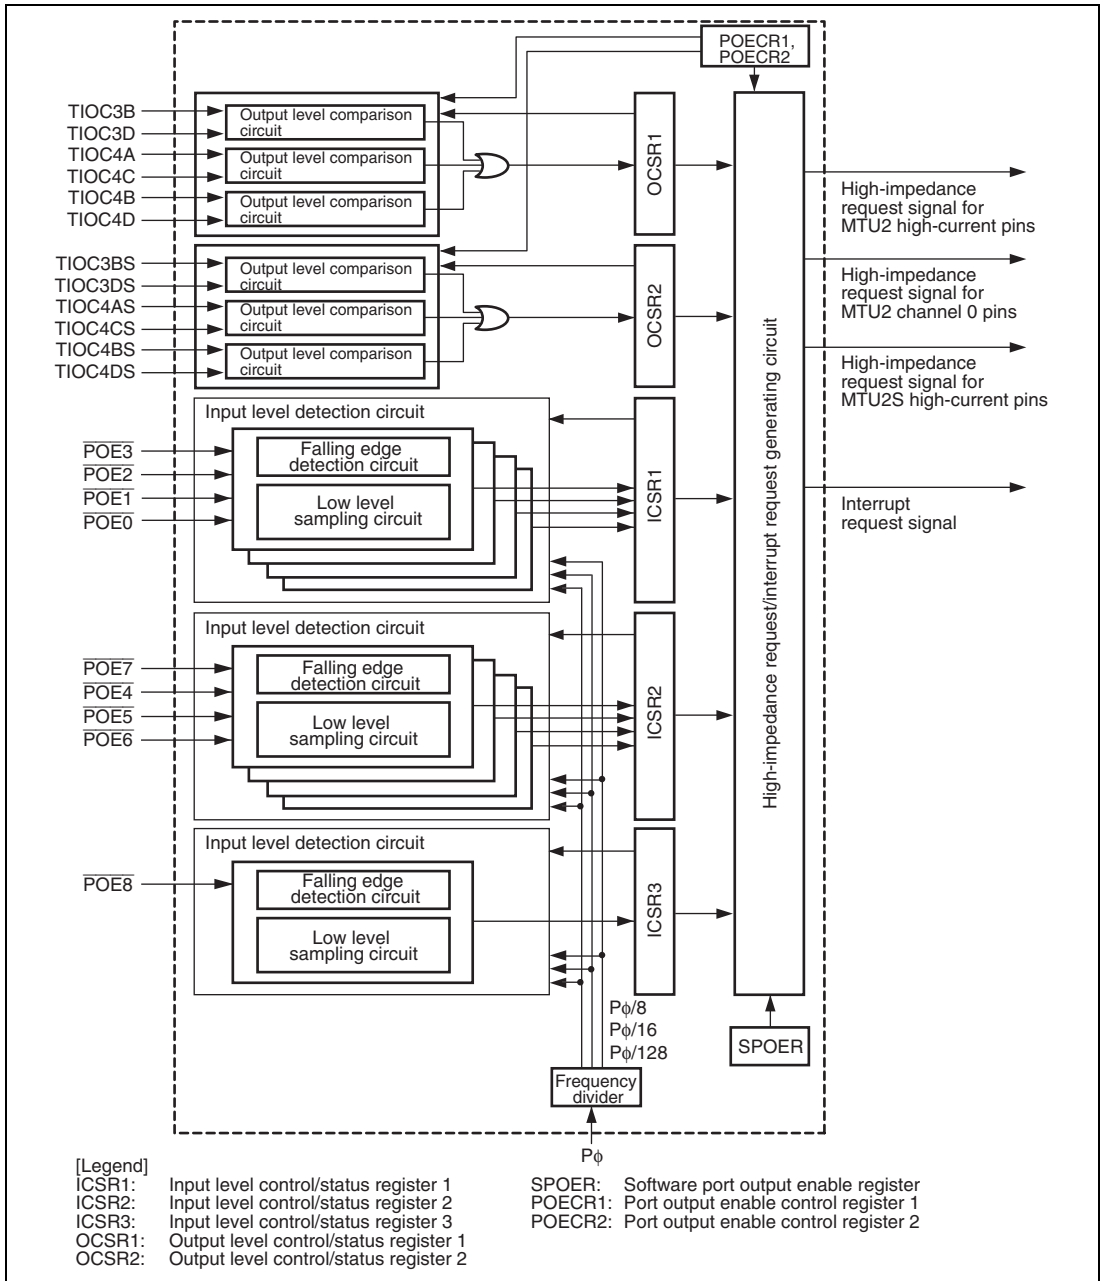 POECR1,
POECR2
TIOC3B
TIOC3D
TIOC4A
TIOC4C
TIOC4B
TIOC4D
Output level comparison
circuit
Output level comparison
circuit
Output level comparison
circuit
OCSR1
TIOC3BS
TIOC3DS
TIOC4AS
TIOC4CS
TIOC4BS
TIOC4DS
Output level comparison
circuit
Output level comparison
circuit
Output level comparison
circuit
OCSR2
Input level detection circuit
POE3
POE2
POE1
POE0
Falling edge
detection circuit
Low level
sampling circuit
ICSR1
Input level detection circuit
POE7
POE4
POE5
POE6
Falling edge
detection circuit
Low level
sampling circuit
ICSR2
Input level detection circuit
POE8
Falling edge
detection circuit
Low level
sampling circuit
ICSR3
High-impedance request/interrupt request generating circuit
High-impedance
request signal for
MTU2 high-current pins
High-impedance
request signal for
MTU2 channel 0 pins
High-impedance
request signal for
MTU2S high-current pins
Interrupt
request signal
Pϕ/8
Pϕ/16
Pϕ/128
SPOER
Frequency
divider
Pϕ
[Legend]
ICSR1: Input level control/status register 1
ICSR2: Input level control/status register 2
ICSR3: Input level control/status register 3
OCSR1: Output level control/status register 1
OCSR2: Output level control/status register 2
SPOER: Software port output enable register
POECR1: Port output enable control register 1
POECR2: Port output enable control register 2